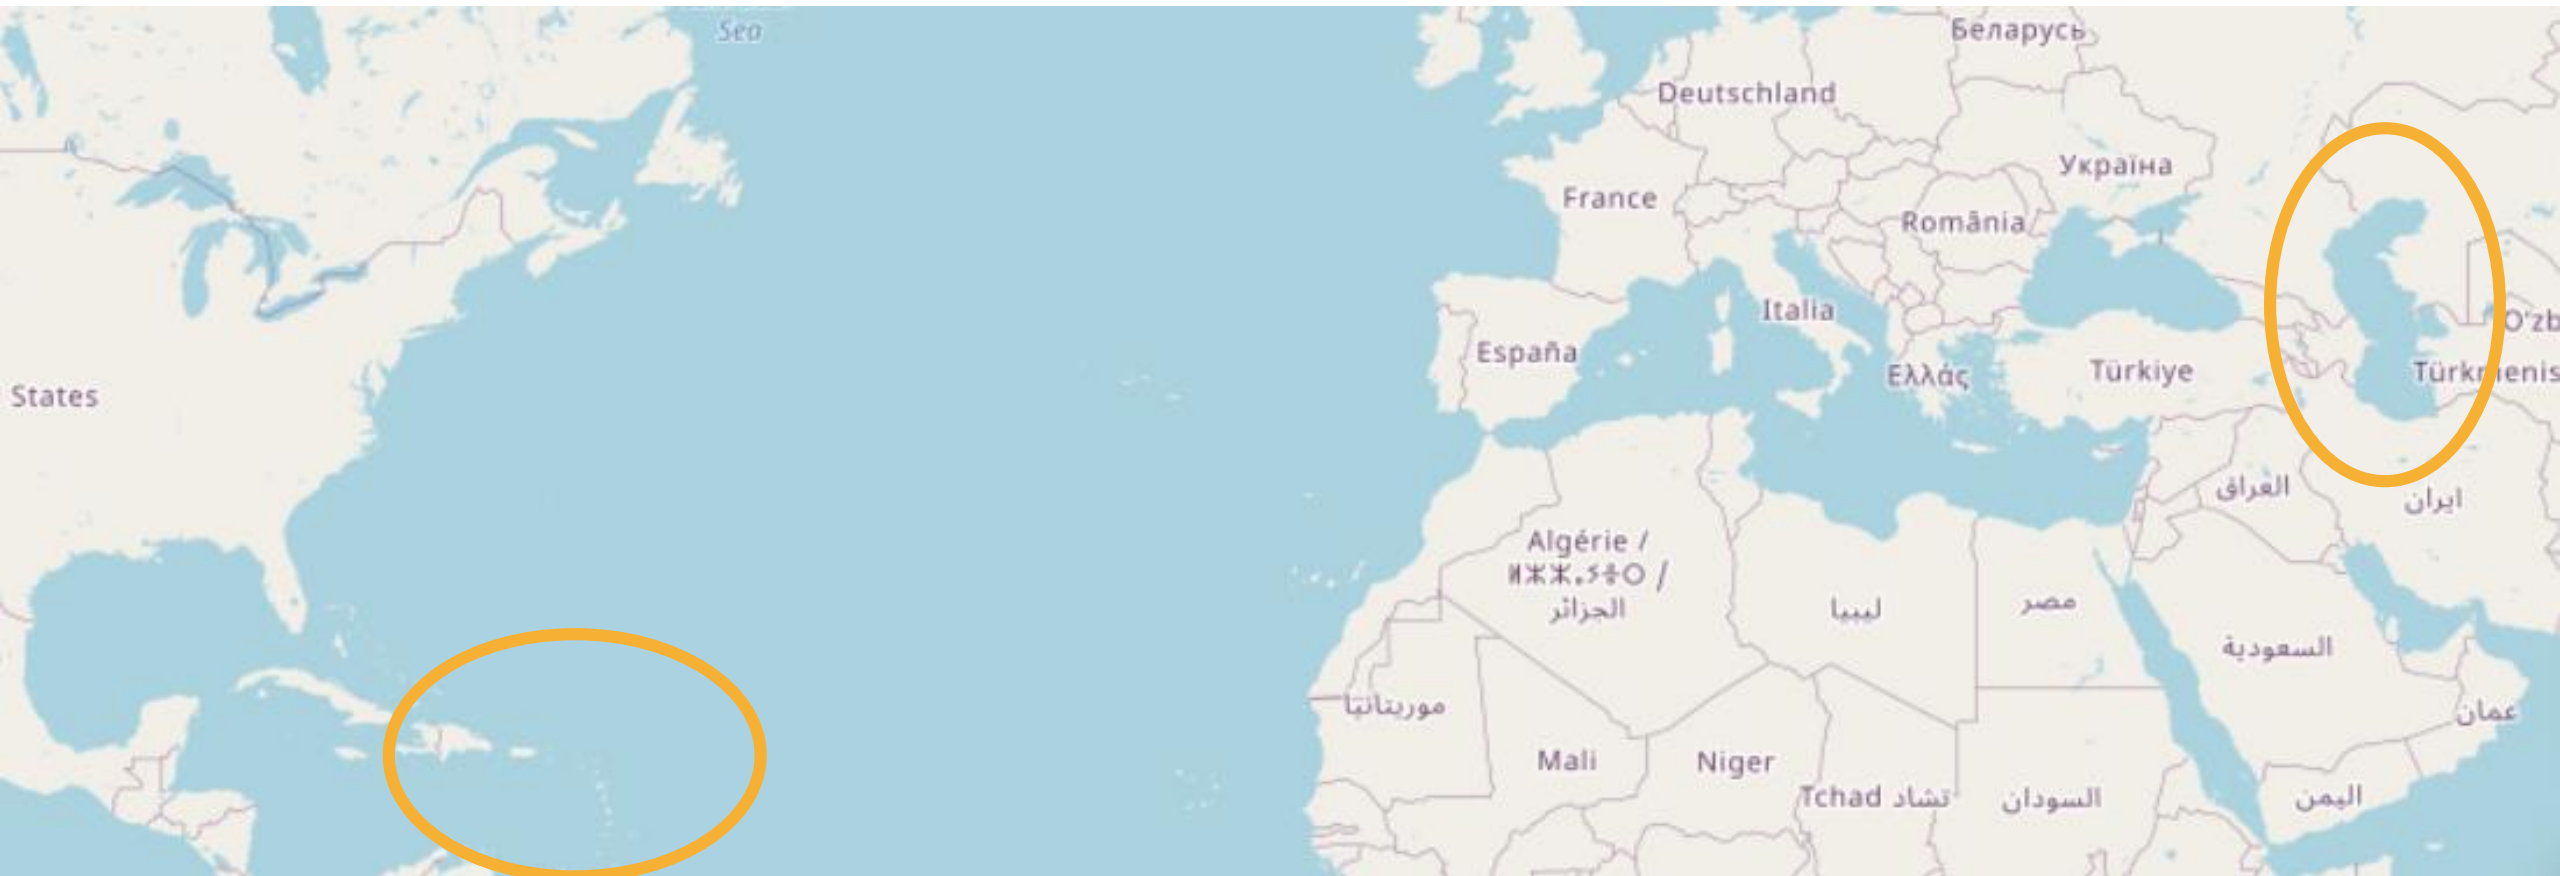 Sea
Беларусь
Deutschland
Україна
France
România
Italia
O'zb
España
Ελλάς
Türkiye
Türkmenis
States
العراق
ایران
Algérie /
ⵍⵣⵣⴰⵢⴻⵔ /
الجزائر
ليبيا
مصر
السعودية
موريتانيا
عمان
Mali
Niger
Tchad تشاد
السودان
اليمن